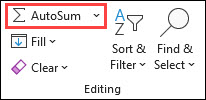 AutoSum
Fill
Clear
Sort &
Filter
Find &
Select
Editing